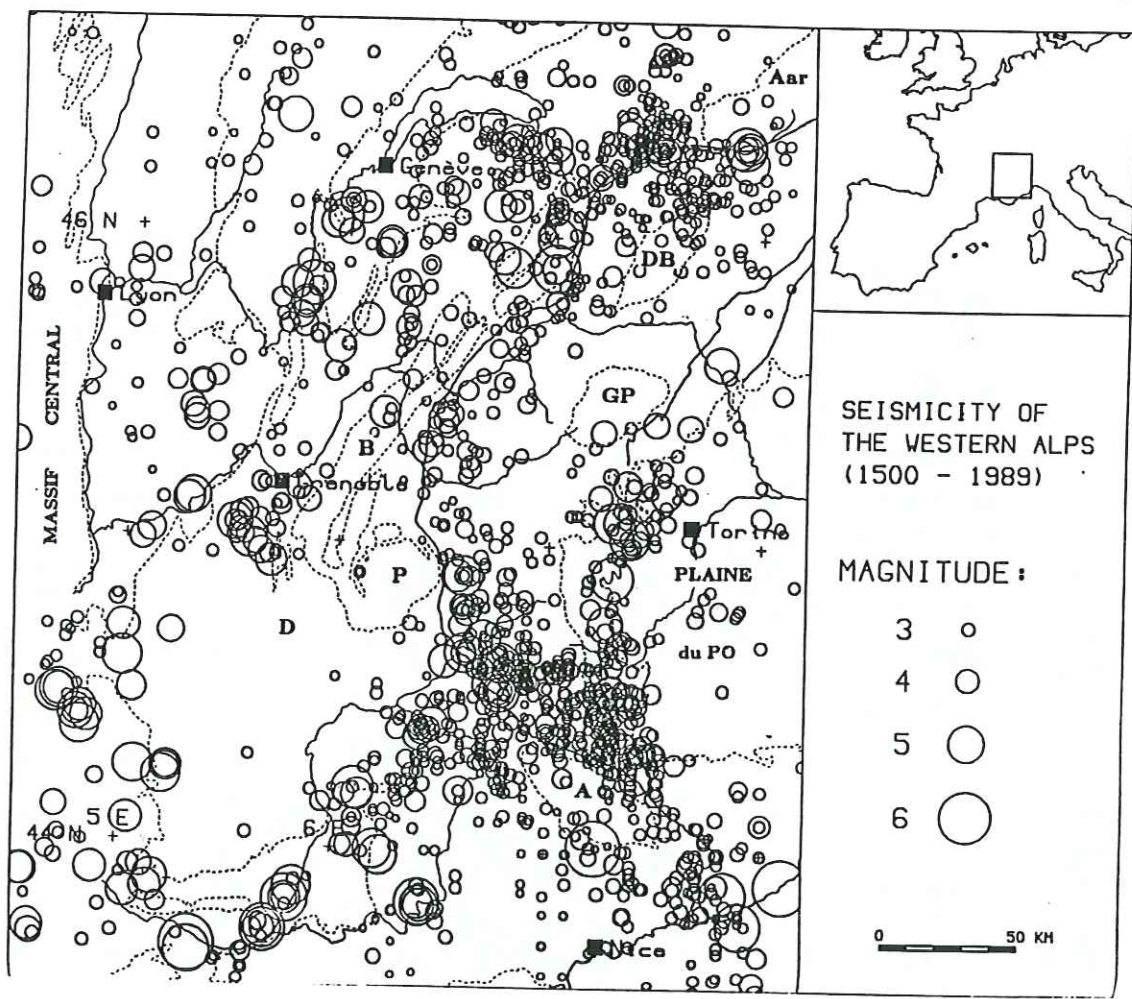 Aar
Genève
46 N
DB
Lyon
MASSIF CENTRAL
G
GP
B
Grenoble
Torino
P
PLAINE
D
du PO
A
5 E
44 N
6 E
Nice
SEISMICITY OF
THE WESTERN ALPS
(1500 - 1989)
MAGNITUDE:
3
4
5
6
0 50 KM